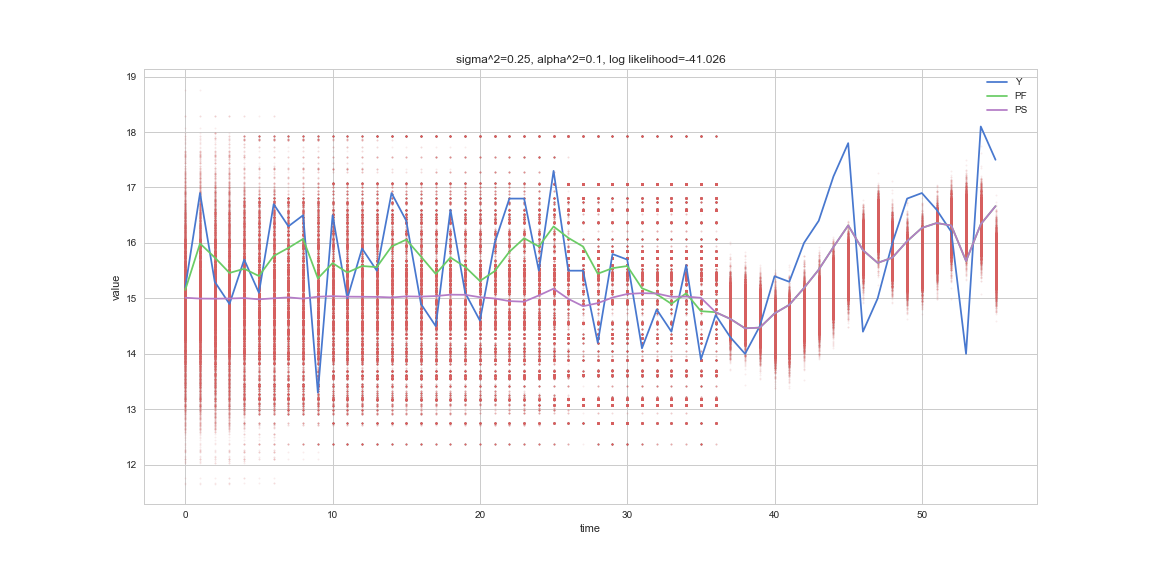 sigma^2=0.25, alpha^2=0.1, log likelihood=-41.026
19
18
17
16
15
14
13
12
value
Y
PF
PS
0 10 20 30 40 50
time